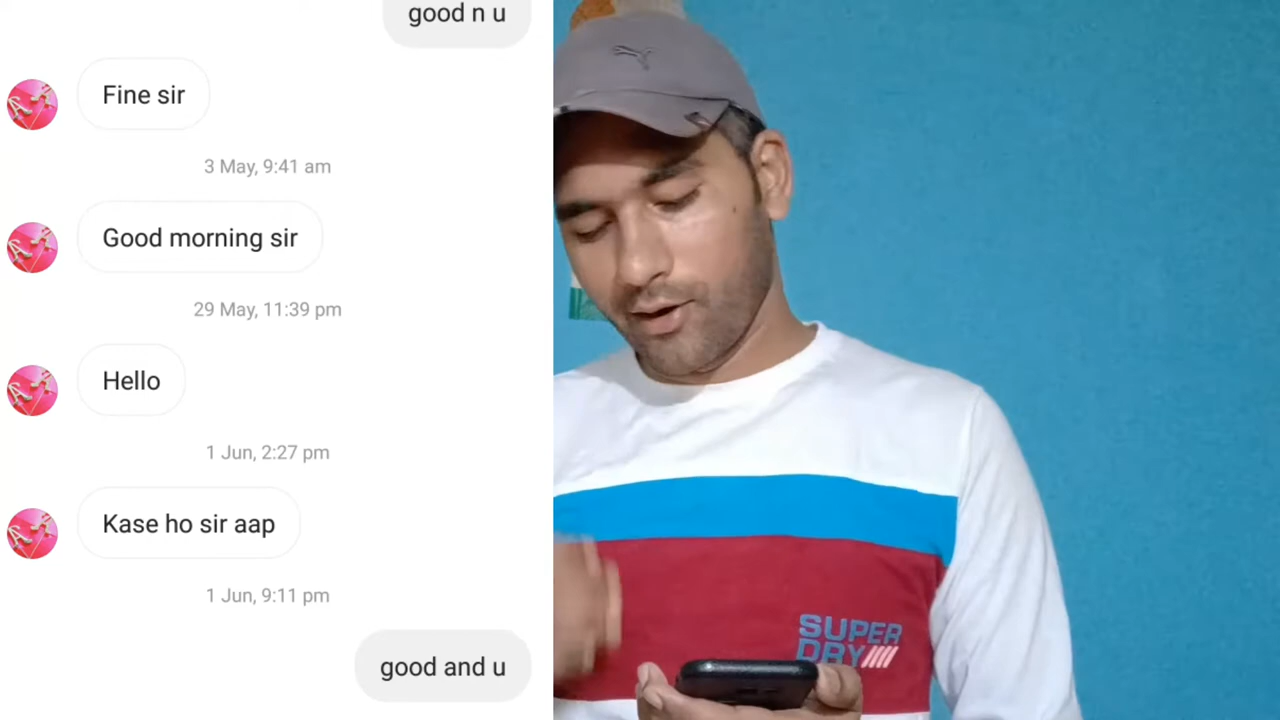 good n u
Fine sir
3 May, 9:41 am
Good morning sir
29 May, 11:39 pm
Hello
1 Jun, 2:27 pm
Kase ho sir aap
1 Jun, 9:11 pm
good and u
SUPER
DRY